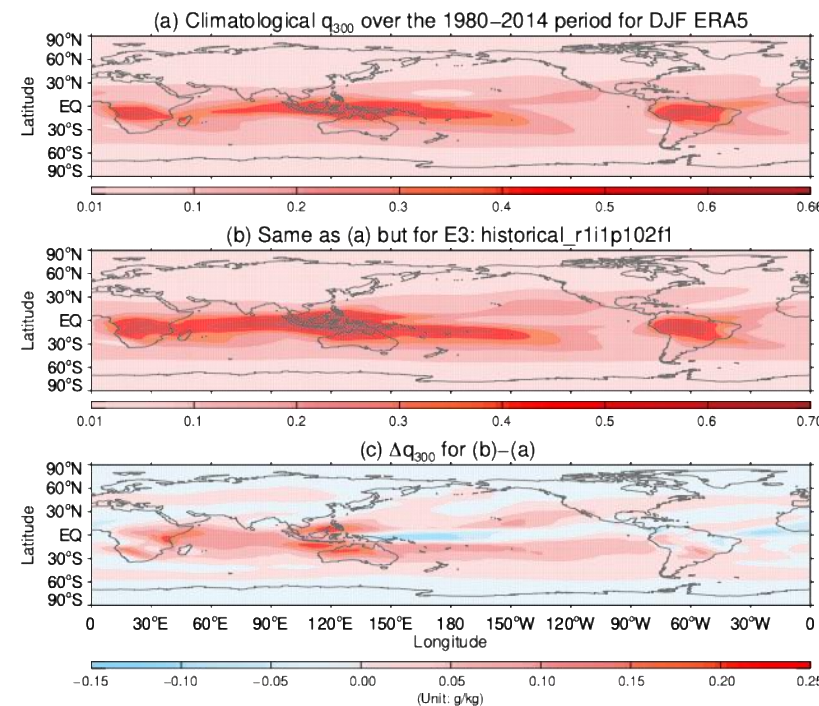 (a) Climatological q300 over the 1980−2014 period for DJF ERA5
90°N
60°N
30°N
EQ
30°S
60°S
90°S
Latitude
0.01 0.1 0.2 0.3 0.4 0.5 0.6 0.66
(b) Same as (a) but for E3: historical_r1i1p102f1
90°N
60°N
30°N
EQ
30°S
60°S
90°S
Latitude
0.01 0.1 0.2 0.3 0.4 0.5 0.6 0.70
(c) Δq300 for (b)−(a)
90°N
60°N
30°N
EQ
30°S
60°S
90°S
Latitude
0 30°E 60°E 90°E 120°E 150°E 180 150°W 120°W 90°W 60°W 30°W 0
Longitude
−0.15 −0.10 −0.05 0.00 0.05 0.10 0.15 0.20 0.25
(Unit: g/kg)